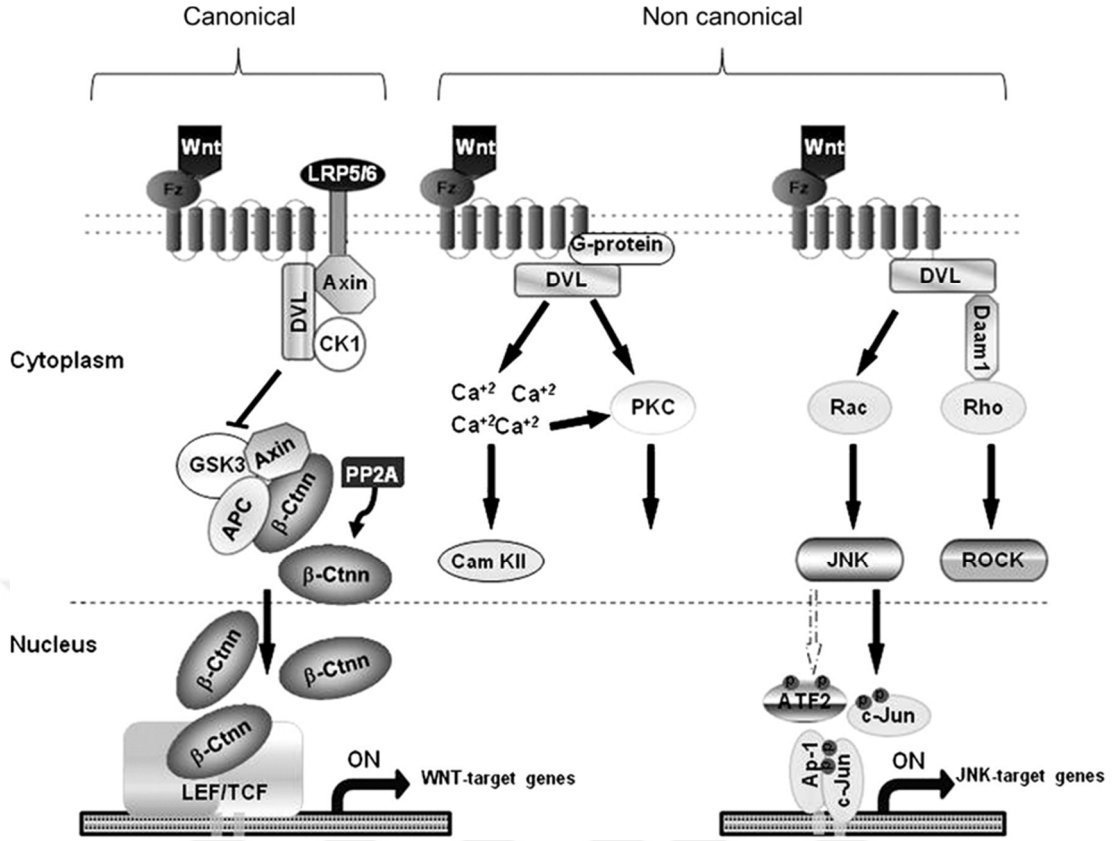 Canonical
Non canonical
Wnt
Fz
LRP5/6
Axin
DVL
CK1
Wnt
Fz
G-protein
DVL
Wnt
Fz
DVL
Daam1
Cytoplasm
Ca+2 Ca+2
Ca+2Ca+2
PKC
Rac
Rho
GSK3
Axin
APC
β-Ctnn
PP2A
β-Ctnn
Cam KII
JNK
ROCK
Nucleus
β-Ctnn
β-Ctnn
β-Ctnn
LEF/TCF
ON
WNT-target genes
P P
ATF2
P P
c-Jun
Ap-1
P
P
c-Jun
ON
JNK-target genes